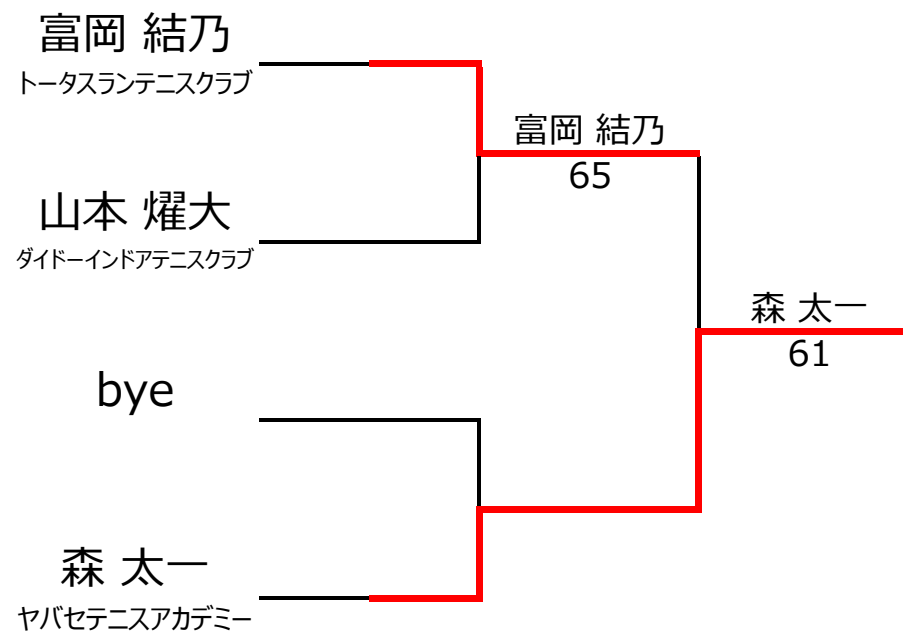 富岡 結乃
トータスランテニスクラブ
富岡 結乃
65
山本 燿大
ダイドーインドアテニスクラブ
森 太一
61
bye
森 太一
ヤバセテニスアカデミー